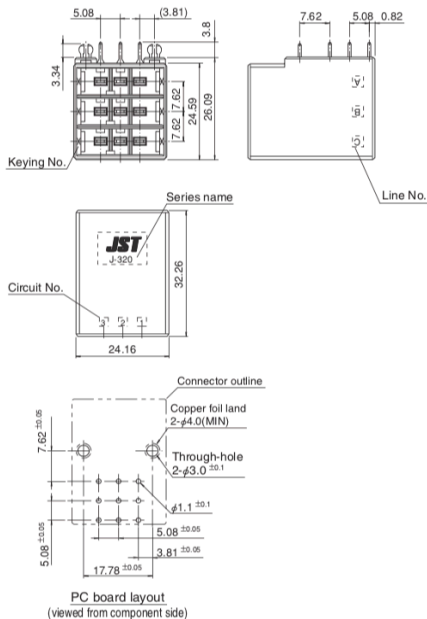 5.08 (3.81)
3.8
3.34
7.62
7.62
24.59
26.09
Keying No.
7.62 5.08 0.82
A
B
C
Line No.
Series name
JST
J-320
Circuit No.
3 2 1
32.26
24.16
Connector outline
Copper foil land
2-φ4.0(MIN)
Through-hole
2-φ3.0 ±0.1
φ1.1 ±0.1
7.62 ±0.05
5.08 ±0.05
5.08 ±0.05
3.81 ±0.05
17.78 ±0.05
PC board layout
(viewed from component side)